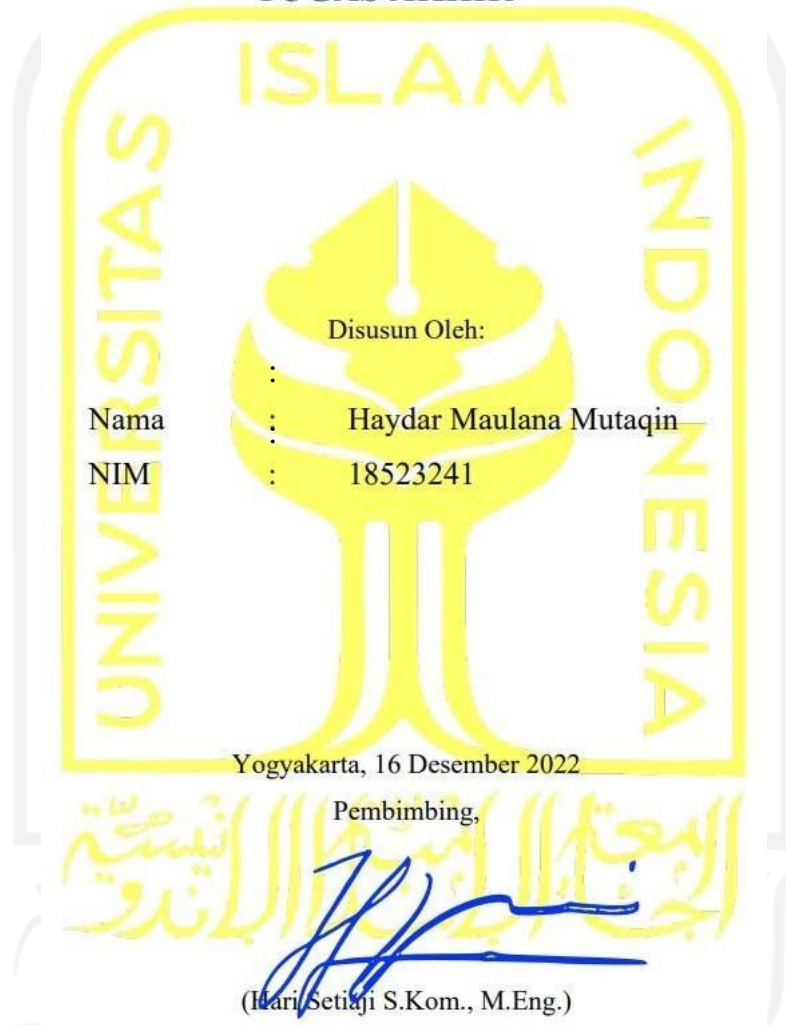 ISLAM
UNIVERSITAS
INDONESIA
Disusun Oleh:
:
Nama : Haydar Maulana Mutaqin
:
NIM : 18523241
Yogyakarta, 16 Desember 2022
Pembimbing,
(Hari Setiaji S.Kom., M.Eng.)